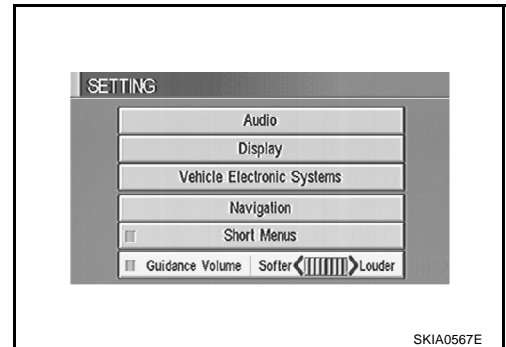 SETTING
Audio
Display
Vehicle Electronic Systems
Navigation
Short Menus
Guidance Volume Softer Louder
SKIA0567E